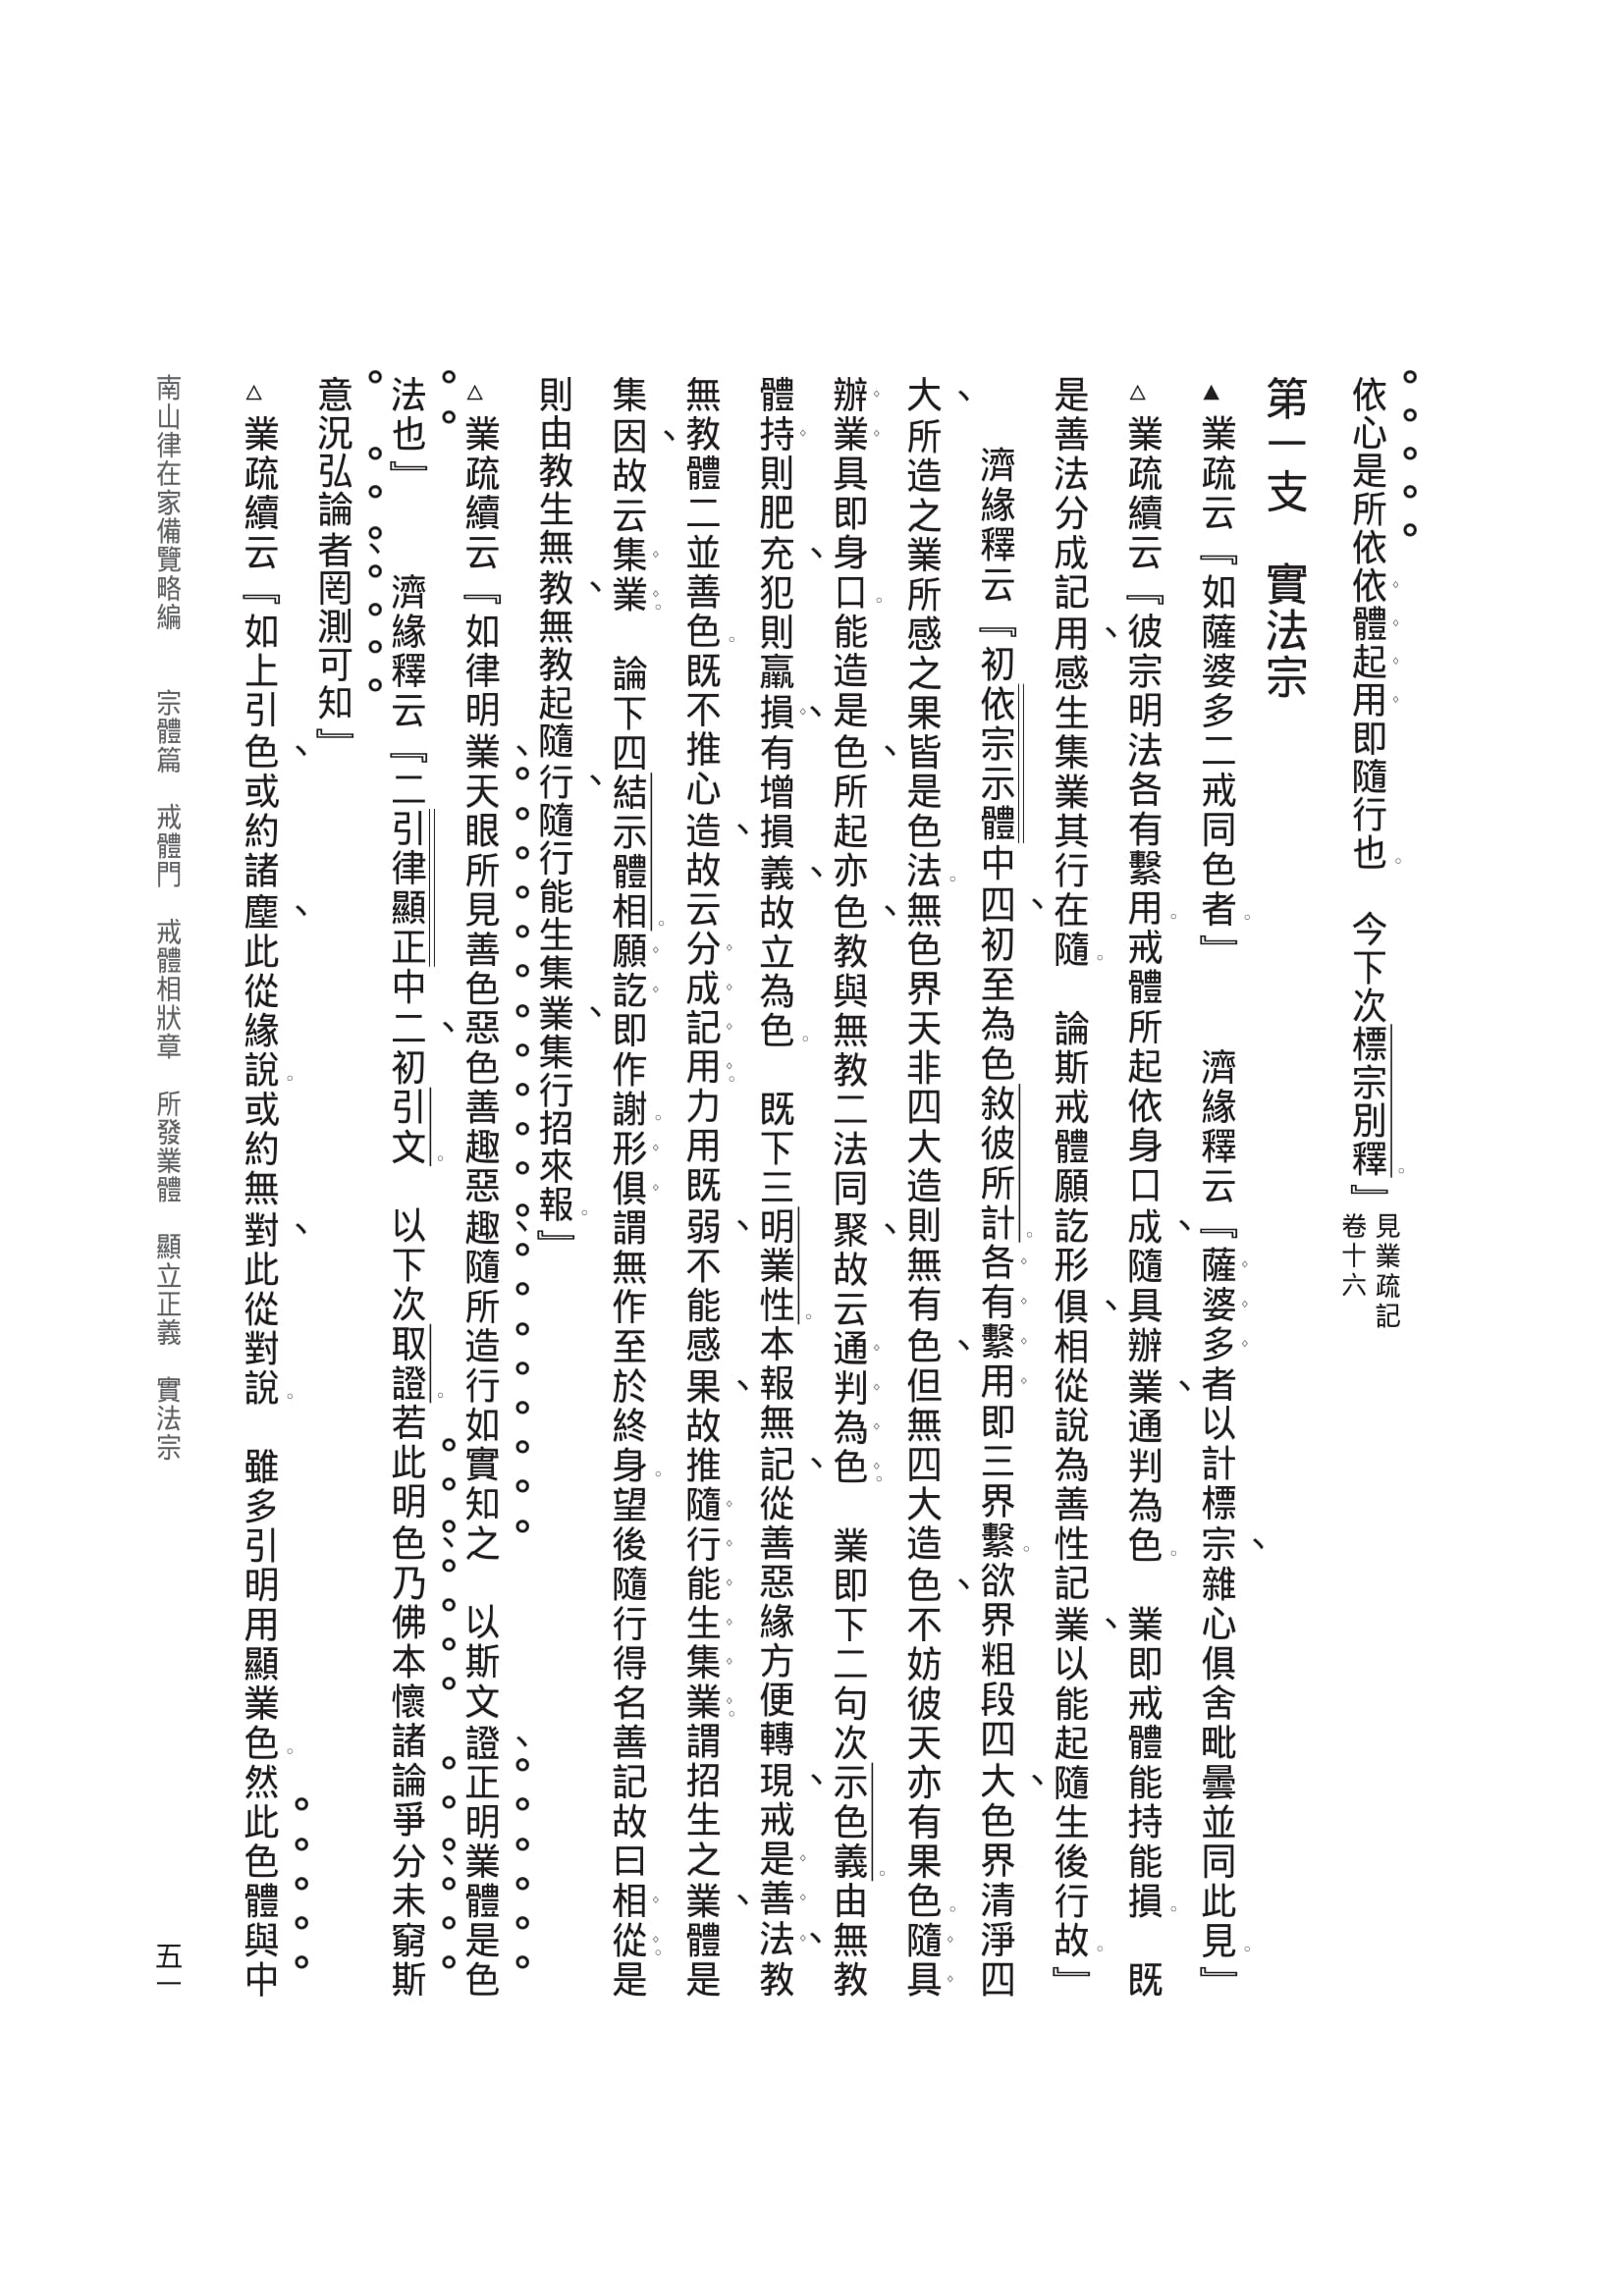 依心是所依依體起用即隨行也　今下次標宗別釋』見業疏記
卷十六
第一支　實法宗
▲業疏云『如薩婆多二戒同色者』　　濟緣釋云『薩婆多者以計標宗雜心俱舍毗曇並同此見』
△業疏續云『彼宗明法各有繫用戒體所起依身口成隨具辦業通判為色　業即戒體能持能損　既
是善法分成記用感生集業其行在隨　論斯戒體願訖形俱相從說為善性記業以能起隨生後行故』
濟緣釋云『初依宗示體中四初至為色敘彼所計各有繫用即三界繫欲界粗段四大色界清淨四
大所造之業所感之果皆是色法無色界天非四大造則無有色但無四大造色不妨彼天亦有果色隨具
辦業具即身口能造是色所起亦色教與無教二法同聚故云通判為色　業即下二句次示色義由無教
體持則肥充犯則羸損有增損義故立為色　既下三明業性本報無記從善惡緣方便轉現戒是善法教
無教體二並善色既不推心造故云分成記用力用既弱不能感果故推隨行能生集業謂招生之業體是
集因故云集業　論下四結示體相願訖即作謝形俱謂無作至於終身望後隨行得名善記故曰相從是
則由教生無教無教起隨行隨行能生集業集行招來報』
△業疏續云『如律明業天眼所見善色惡色善趣惡趣隨所造行如實知之　以斯文證正明業體是色
法也』　　濟緣釋云『二引律顯正中二初引文　以下次取證若此明色乃佛本懷諸論爭分未窮斯
意況弘論者罔測可知』
△業疏續云『如上引色或約諸塵此從緣說或約無對此從對說　雖多引明用顯業色然此色體與中
南山律在家備覽略編　　宗體篇　戒體門　戒體相狀章　所發業體　顯立正義　實法宗
五一